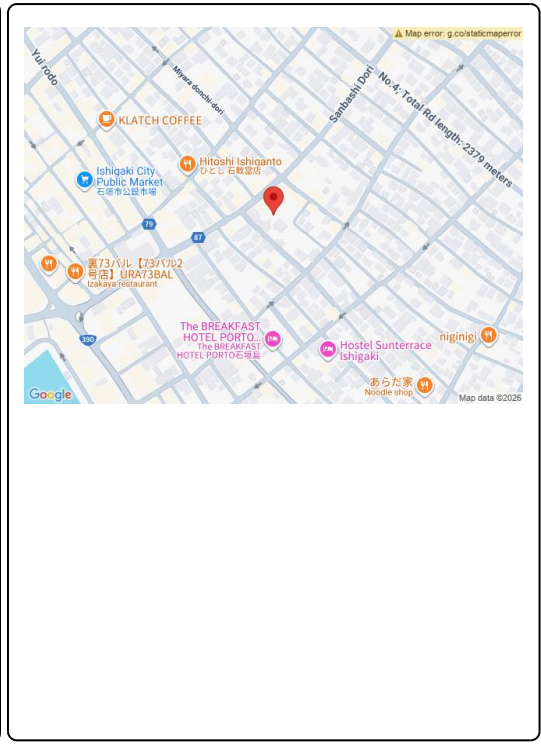 Map error: g.co/staticmaperror
Yui rodo
Miyara donchi-dori
Sanbashi Dori
No.4, Total Rd length: 2379 meters
KLATCH COFFEE
Hitoshi Ishiganto
ひとし 石敢當店
Ishigaki City
Public Market
石垣市公設市場
79
87
裏73バル【73バル2
号店】URA73BAL
Izakaya restaurant
390
The BREAKFAST
HOTEL PORTO...
The BREAKFAST
HOTEL PORTO石垣島
Hostel Sunterrace
Ishigaki
niginigi
あらだ家
Noodle shop
Google
Map data ©2026